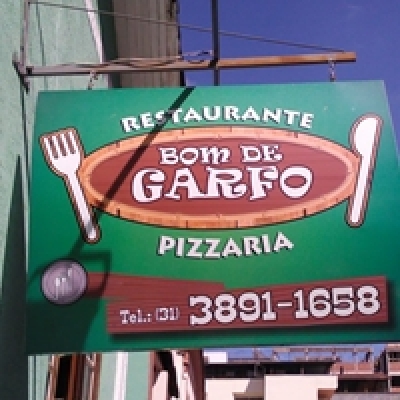 RESTAURANTE
BOM DE
GARFO
PIZZARIA
Tel.: (31) 3891-1658